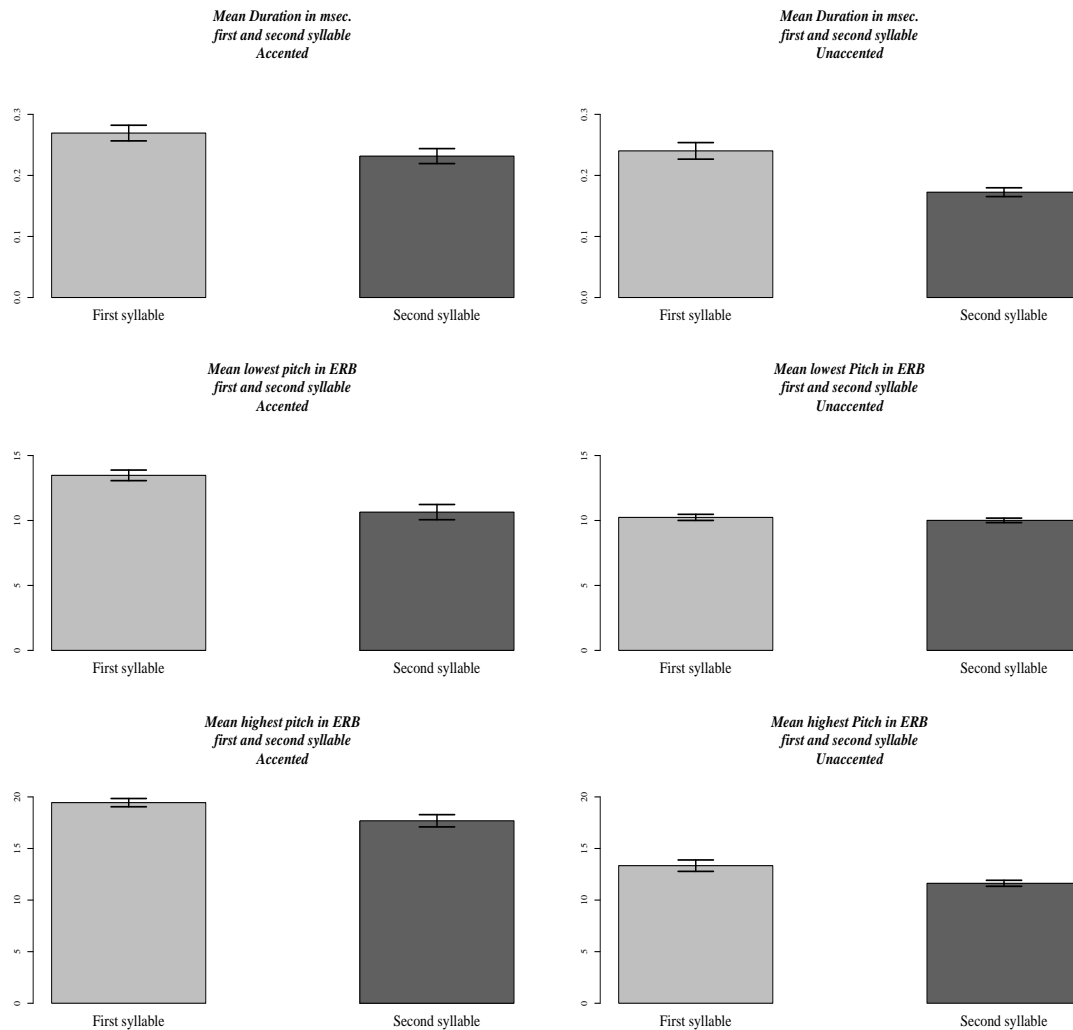 Mean Duration in msec.
first and second syllable
Accented
0.3
0.2
0.1
0.0
First syllable
Second syllable
Mean Duration in msec.
first and second syllable
Unaccented
0.3
0.2
0.1
0.0
First syllable
Second syllable
Mean lowest pitch in ERB
first and second syllable
Accented
15
10
5
0
First syllable
Second syllable
Mean lowest Pitch in ERB
first and second syllable
Unaccented
15
10
5
0
First syllable
Second syllable
Mean highest pitch in ERB
first and second syllable
Accented
20
15
10
5
0
First syllable
Second syllable
Mean highest Pitch in ERB
first and second syllable
Unaccented
20
15
10
5
0
First syllable
Second syllable